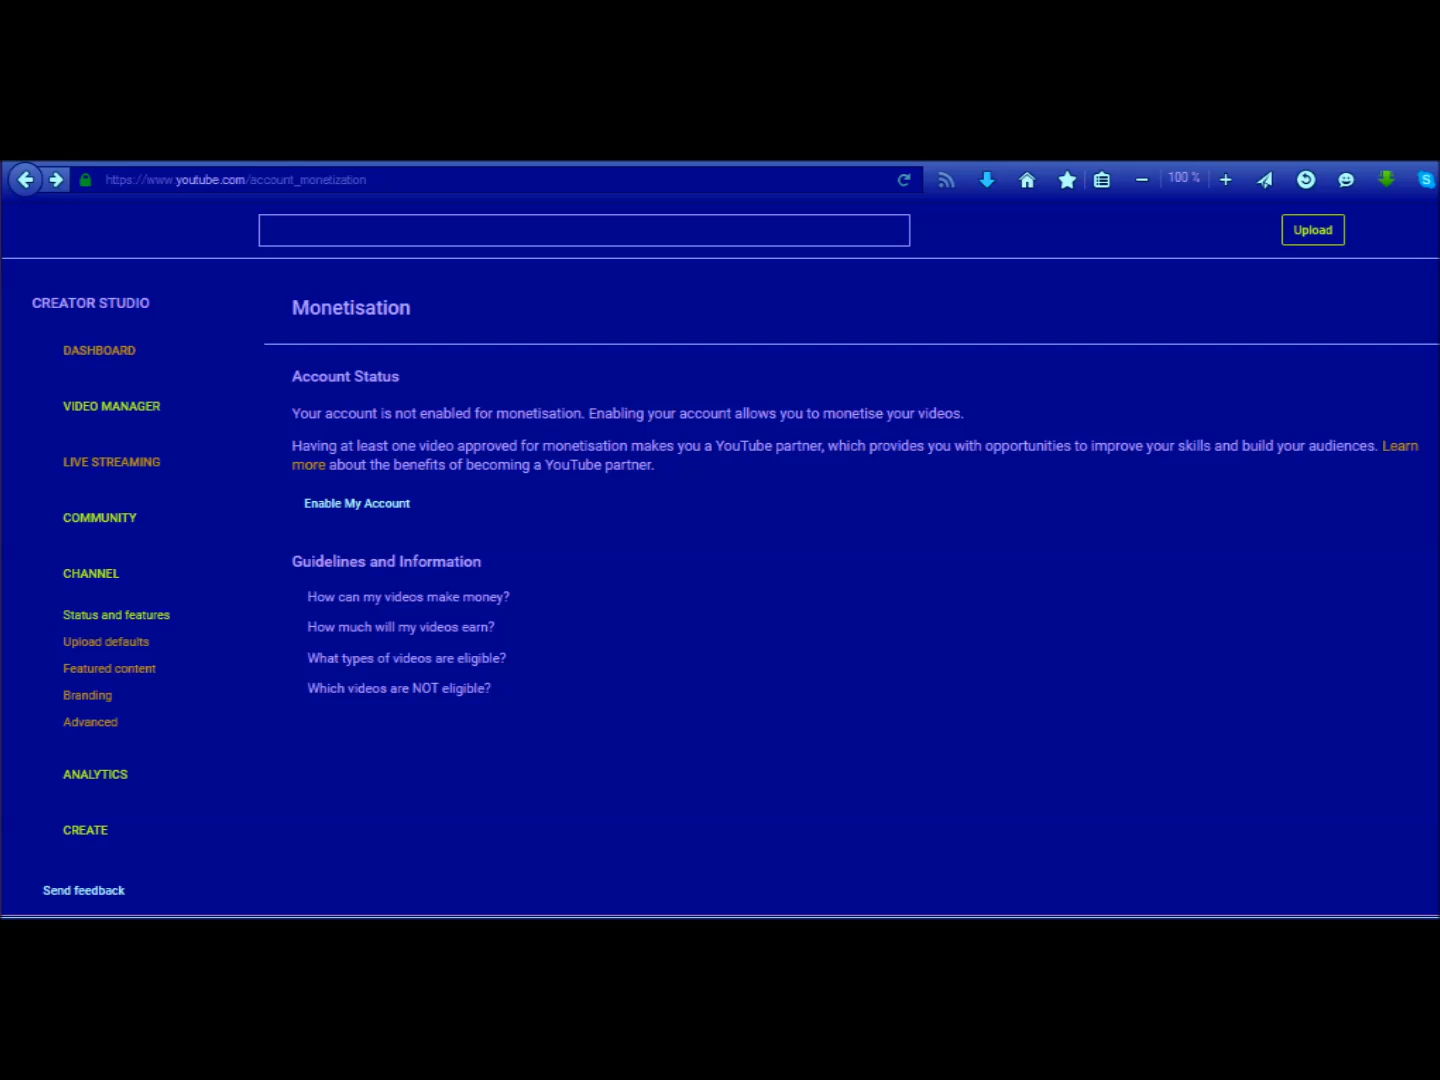 https://www.youtube.com/account_monetization
100 %
Upload
CREATOR STUDIO
DASHBOARD
VIDEO MANAGER
LIVE STREAMING
COMMUNITY
CHANNEL
Status and features
Upload defaults
Featured content
Branding
Advanced
ANALYTICS
CREATE
Send feedback
Monetisation
Account Status
Your account is not enabled for monetisation. Enabling your account allows you to monetise your videos.
Having at least one video approved for monetisation makes you a YouTube partner, which provides you with opportunities to improve your skills and build your audiences. Learn
more about the benefits of becoming a YouTube partner.
Enable My Account
Guidelines and Information
How can my videos make money?
How much will my videos earn?
What types of videos are eligible?
Which videos are NOT eligible?